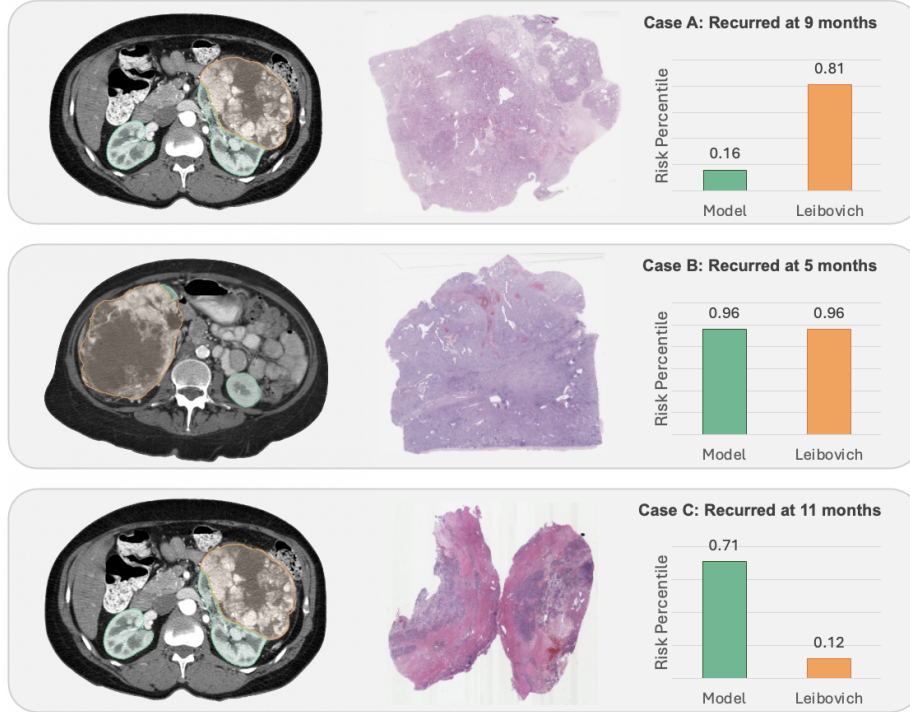 Case A: Recurred at 9 months
Risk Percentile
0.16
0.81
Model
Leibovich
Case B: Recurred at 5 months
Risk Percentile
0.96
0.96
Model
Leibovich
Case C: Recurred at 11 months
Risk Percentile
0.71
0.12
Model
Leibovich